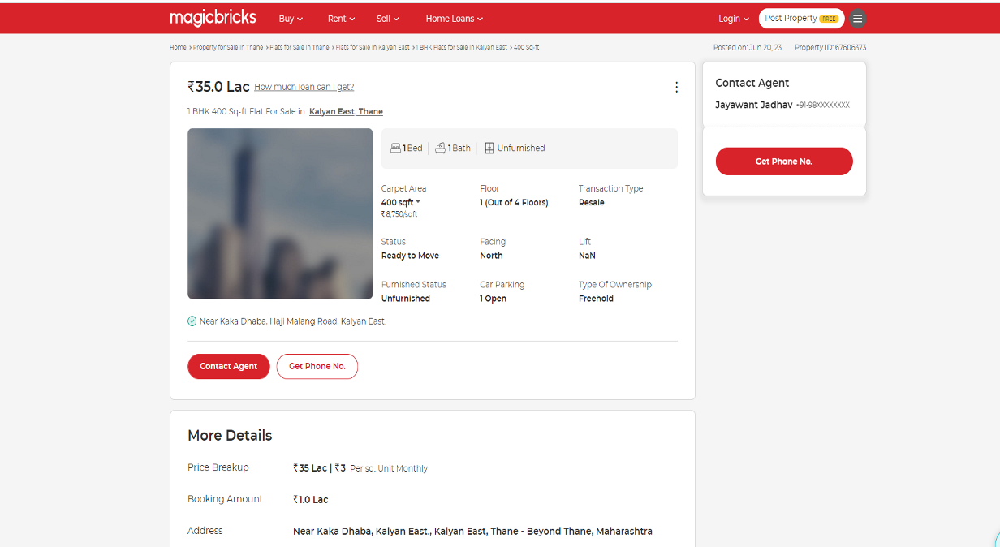 magicbricks Buy Rent Sell Home Loans Login Post Property FREE
Home > Property for Sale in Thane > Flats for Sale in Thane > Flats for Sale in Kalyan East > 1 BHK Flats for Sale in Kalyan East > 400 Sq-ft
Posted on: Jun 20, 23 Property ID: 67606373
₹35.0 Lac How much loan can I get?
1 BHK 400 Sq-ft Flat For Sale in Kalyan East, Thane
1 Bed 1 Bath Unfurnished
Carpet Area Floor Transaction Type
400 sqft 1 (Out of 4 Floors) Resale
₹8,750/sqft
Status Facing Lift
Ready to Move North NaN
Furnished Status Car Parking Type Of Ownership
Unfurnished 1 Open Freehold
Near Kaka Dhaba, Haji Malang Road, Kalyan East.
Contact Agent Get Phone No.
Contact Agent
Jayawant Jadhav +91-98XXXXXXXX
Get Phone No.
More Details
Price Breakup ₹35 Lac | ₹3 Per sq. Unit Monthly
Booking Amount ₹1.0 Lac
Address Near Kaka Dhaba, Kalyan East., Kalyan East, Thane - Beyond Thane, Maharashtra